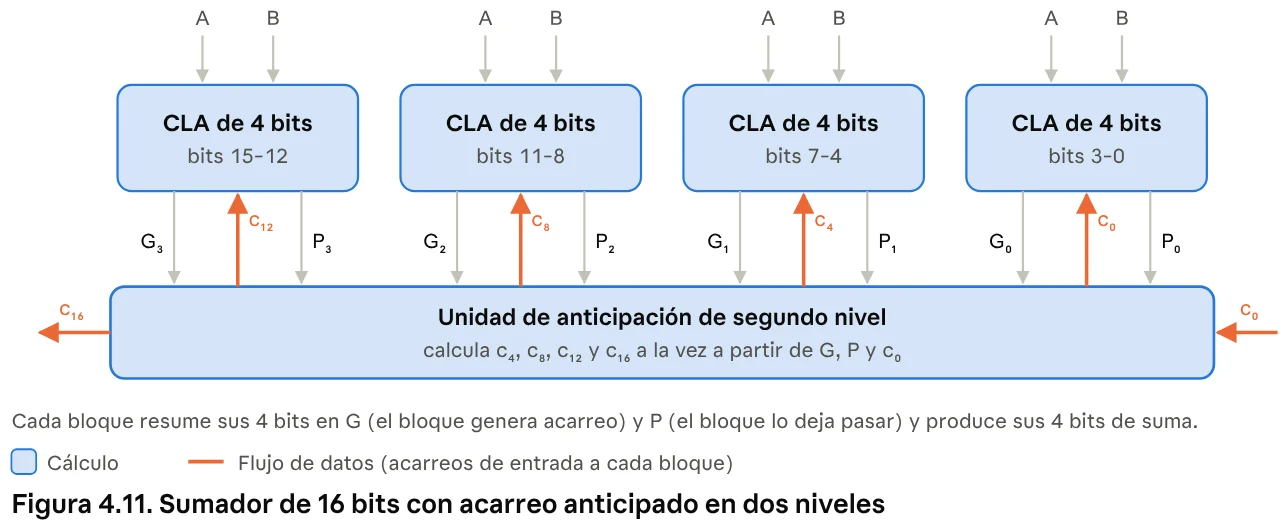 A B A B A B A B
CLA de 4 bits CLA de 4 bits CLA de 4 bits CLA de 4 bits
bits 15-12 bits 11-8 bits 7-4 bits 3-0
G₃ c₁₂ P₃ G₂ c₈ P₂ G₁ c₄ P₁ G₀ c₀ P₀
c₁₆ Unidad de anticipación de segundo nivel c₀
calcula c₄, c₈, c₁₂ y c₁₆ a la vez a partir de G, P y c₀
Cada bloque resume sus 4 bits en G (el bloque genera acarreo) y P (el bloque lo deja pasar) y produce sus 4 bits de suma.
Cálculo Flujo de datos (acarreos de entrada a cada bloque)
Figura 4.11. Sumador de 16 bits con acarreo anticipado en dos niveles